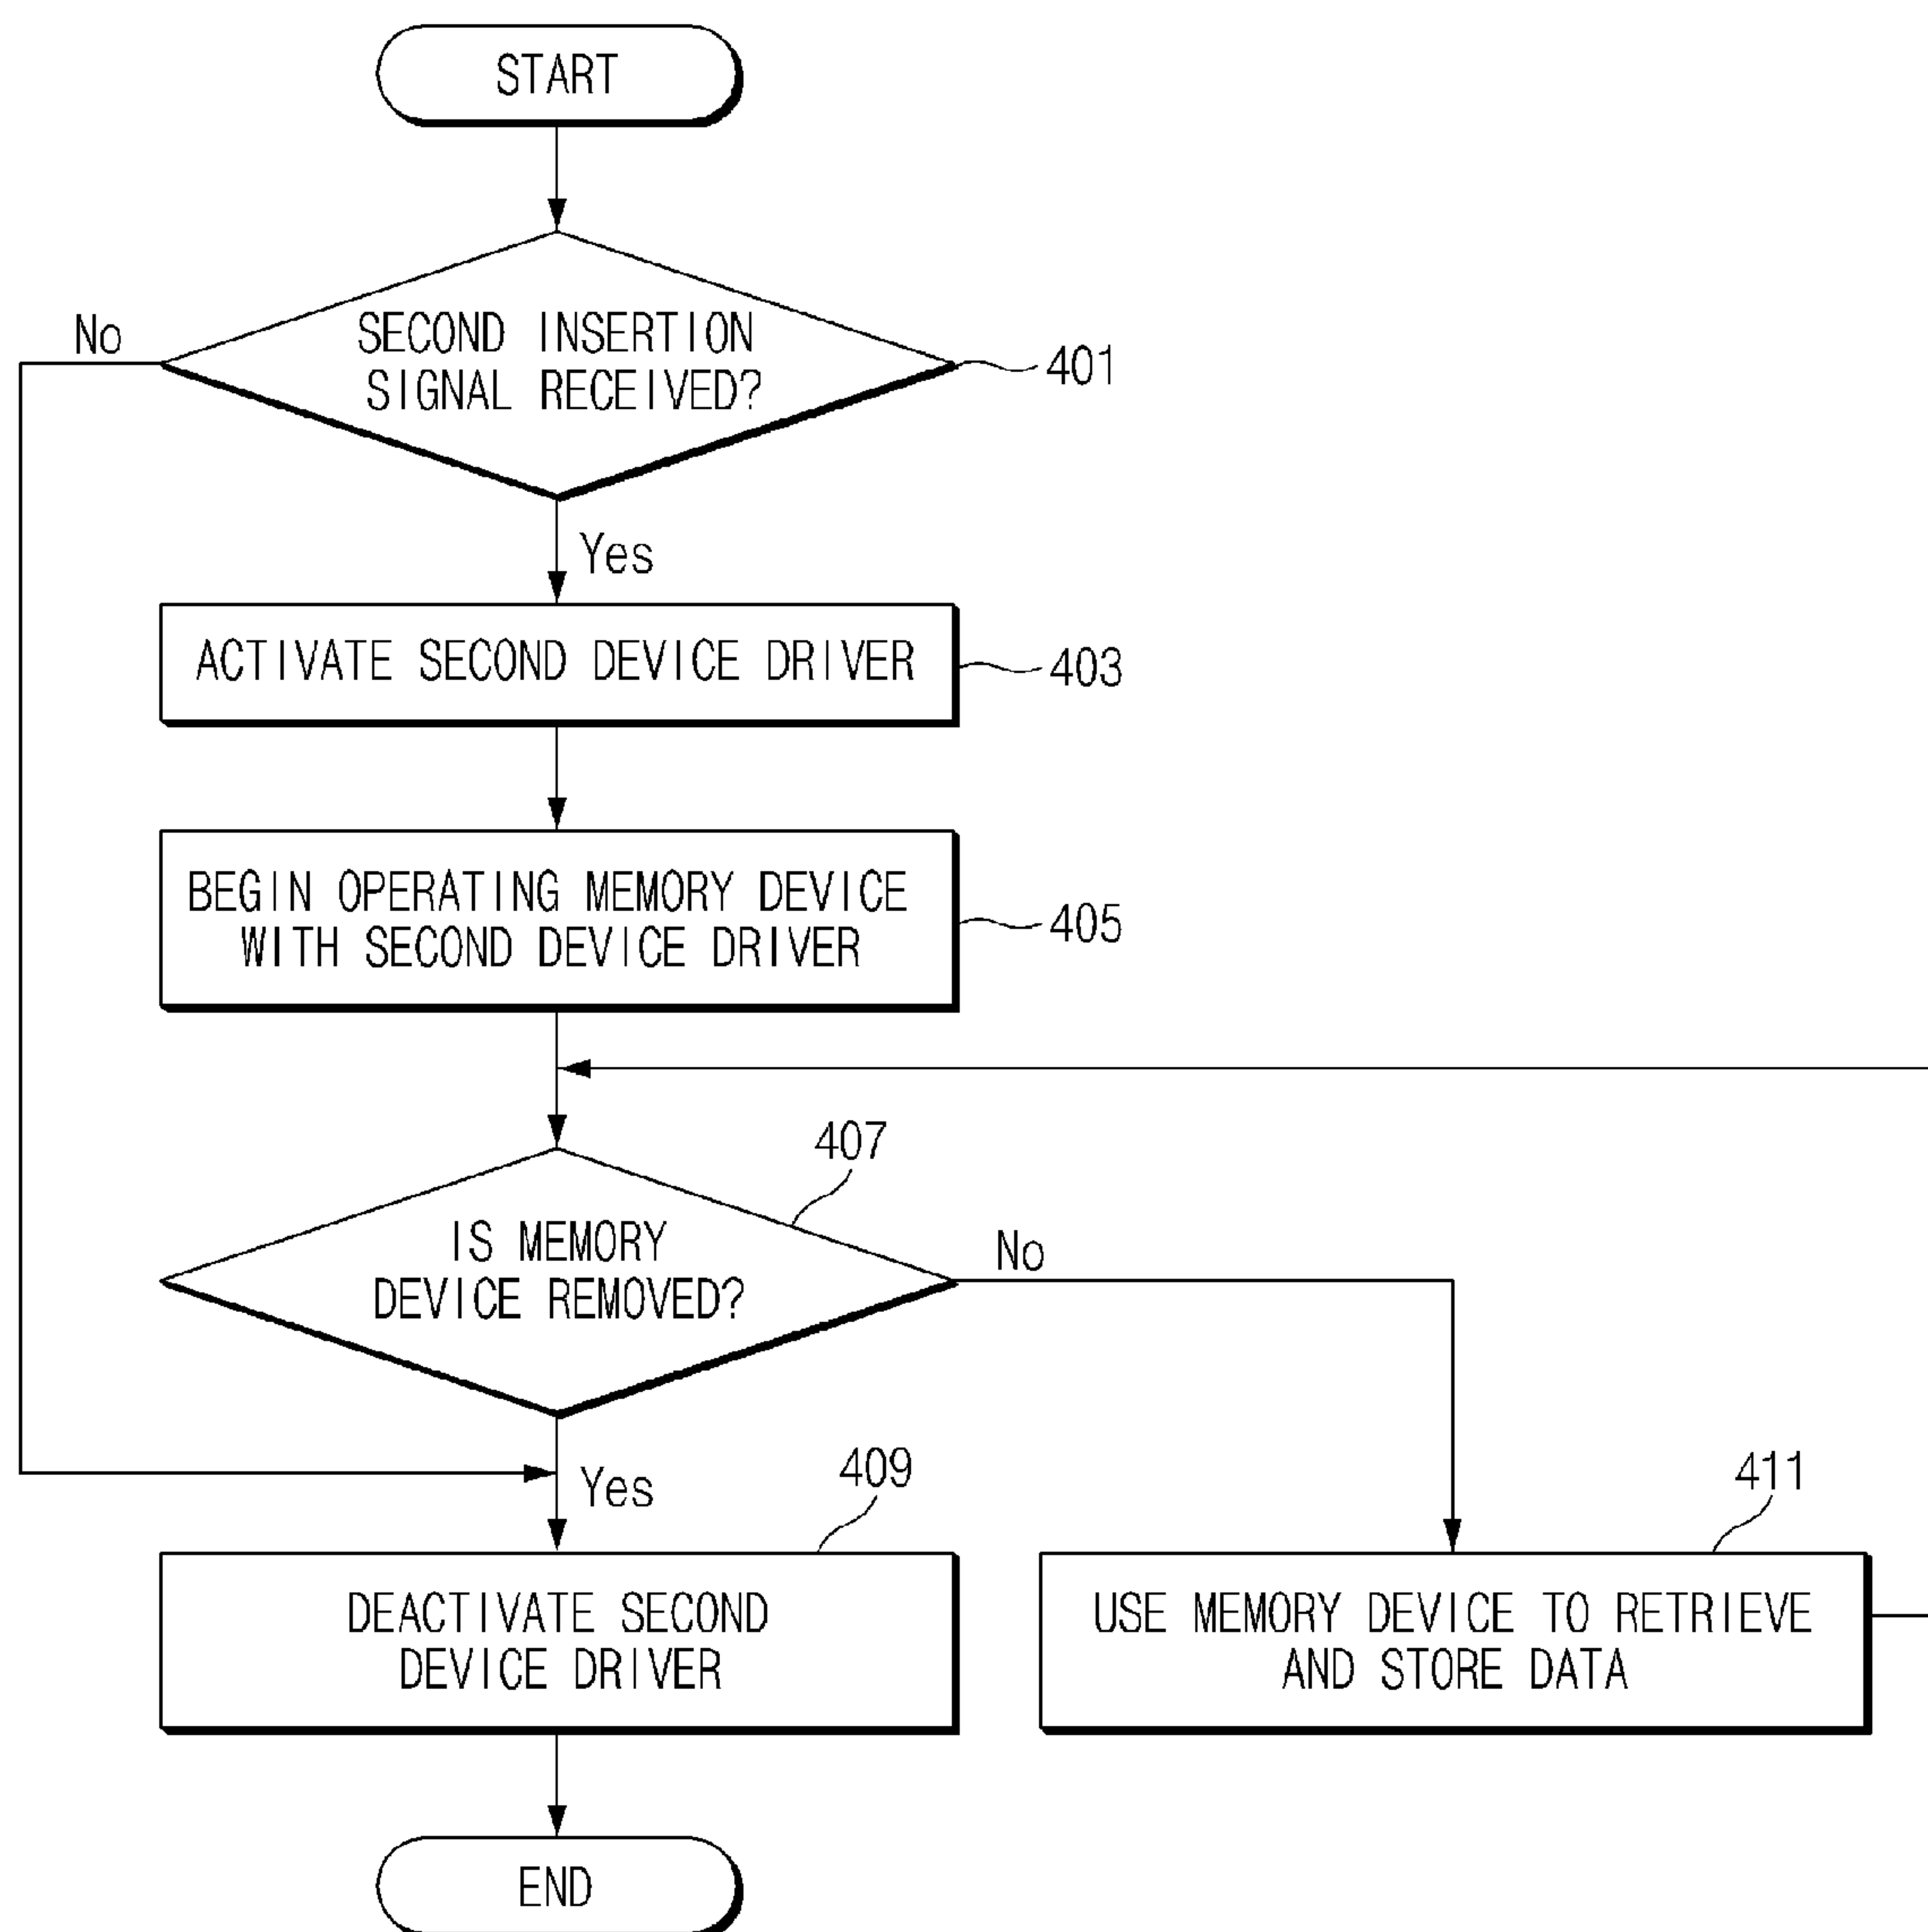 START
No
SECOND INSERTION
SIGNAL RECEIVED?
401
Yes
ACTIVATE SECOND DEVICE DRIVER
403
BEGIN OPERATING MEMORY DEVICE
WITH SECOND DEVICE DRIVER
405
407
IS MEMORY
DEVICE REMOVED?
No
Yes
409
411
DEACTIVATE SECOND
DEVICE DRIVER
USE MEMORY DEVICE TO RETRIEVE
AND STORE DATA
END